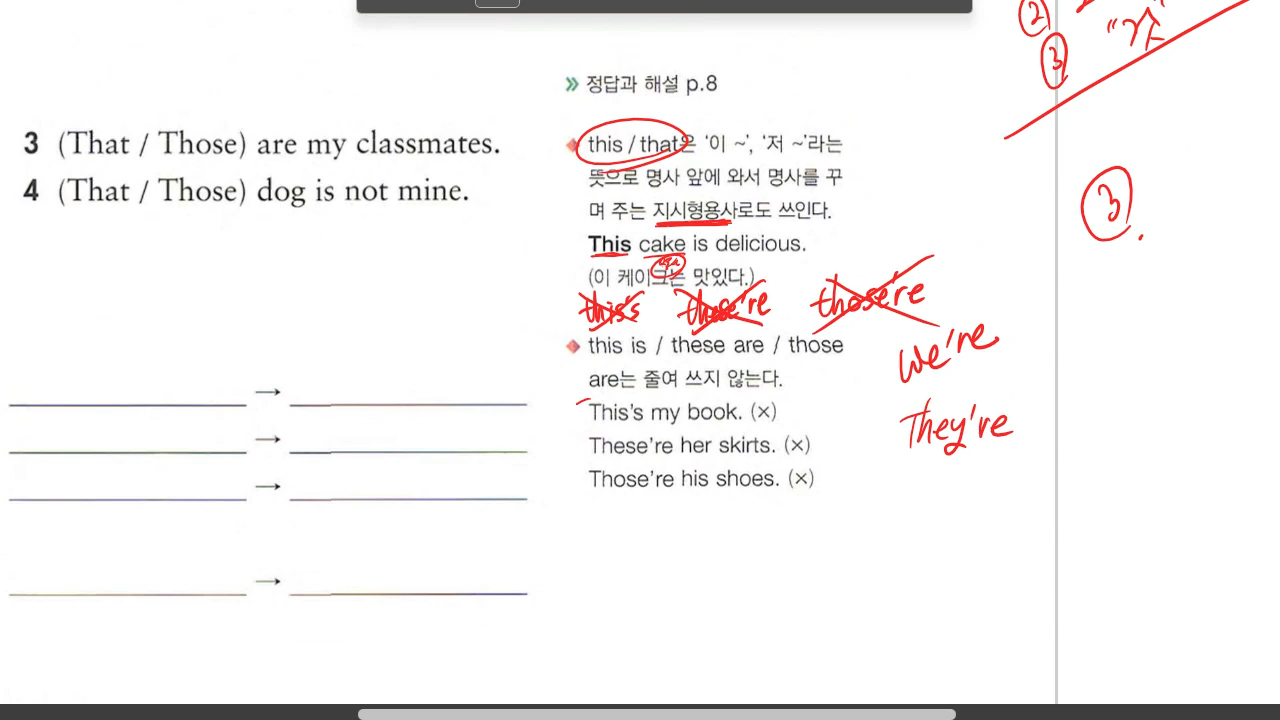 3 (That / Those) are my classmates.
4 (That / Those) dog is not mine.
→
→
→
→
» 정답과 해설 p.8
this / that은 ‘이 ~’, ‘저 ~’라는
뜻으로 명사 앞에 와서 명사를 꾸
며 주는 지시형용사로도 쓰인다.
This cake is delicious.
(이 케이크는 맛있다.)
this's these're those're
this is / these are / those
are는 줄여 쓰지 않는다.
This's my book. (×)
These're her skirts. (×)
Those're his shoes. (×)
we're
They're
②
③
③.